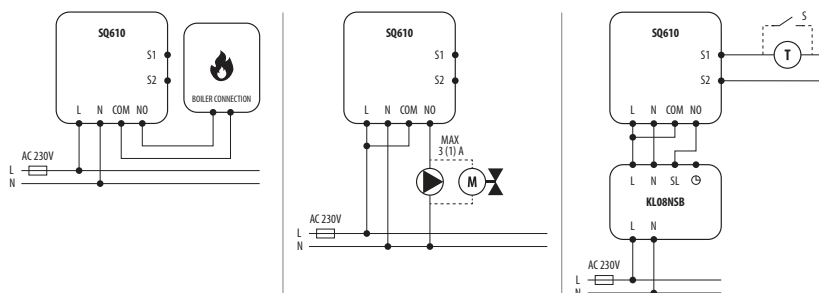 SQ610
S1
S2
BOILER CONNECTION
L N COM NO
AC 230V
L
N
SQ610
S1
S2
L N COM NO
MAX
3 (1) A
M
AC 230V
L
N
SQ610
S
S1
T
S2
L N COM NO
L N SL
KL08NSB
L N
AC 230V
L
N